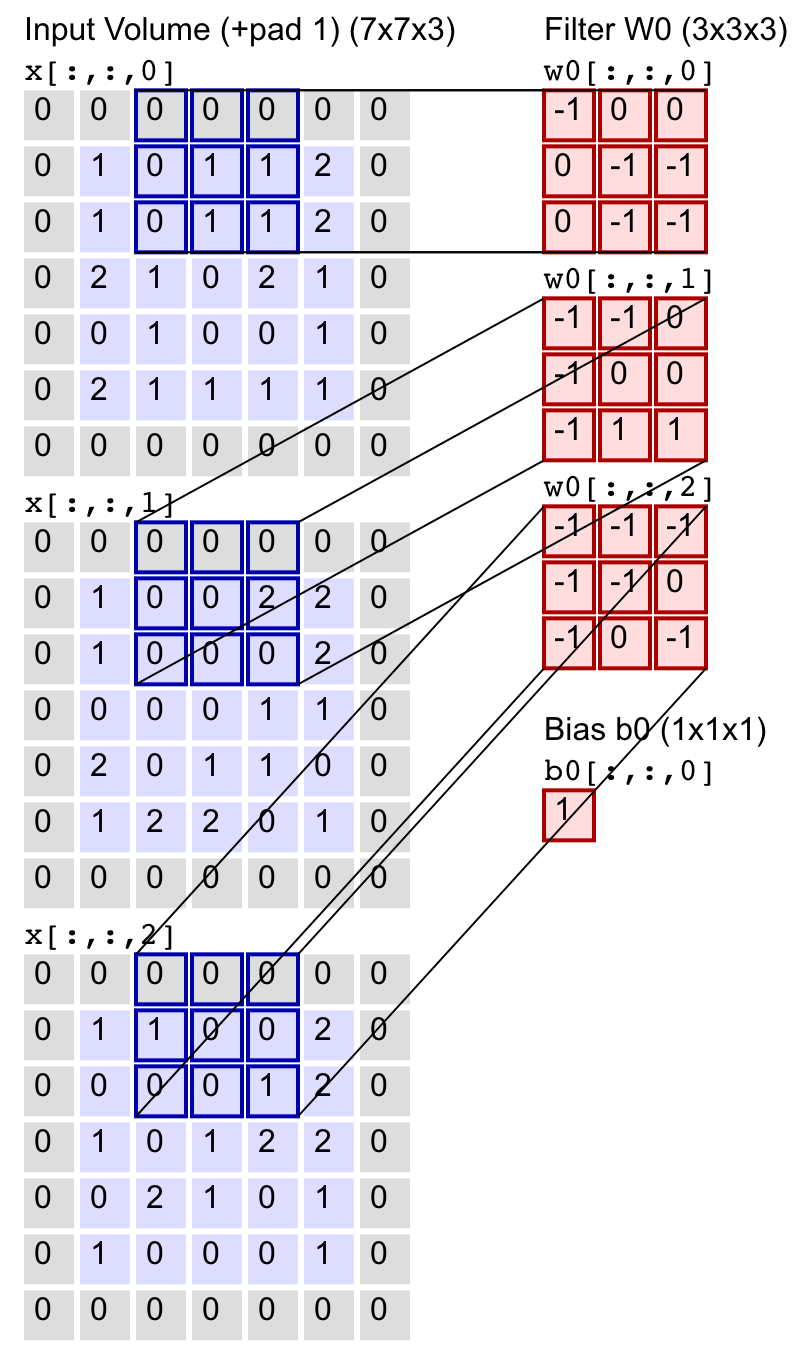 Input Volume (+pad 1) (7x7x3)
x[:,:,0]
0 0 0 0 0 0 0
0 1 0 1 1 2 0
0 1 0 1 1 2 0
0 2 1 0 2 1 0
0 0 1 0 0 1 0
0 2 1 1 1 1 0
0 0 0 0 0 0 0
x[:,:,1]
0 0 0 0 0 0 0
0 1 0 0 2 2 0
0 1 0 0 0 2 0
0 0 0 0 1 1 0
0 2 0 1 1 0 0
0 1 2 2 0 1 0
0 0 0 0 0 0 0
x[:,:,2]
0 0 0 0 0 0 0
0 1 1 0 0 2 0
0 0 0 0 1 2 0
0 1 0 1 2 2 0
0 0 2 1 0 1 0
0 1 0 0 0 1 0
0 0 0 0 0 0 0
Filter W0 (3x3x3)
w0[:,:,0]
-1 0 0
0 -1 -1
0 -1 -1
w0[:,:,1]
-1 -1 0
-1 0 0
-1 1 1
w0[:,:,2]
-1 -1 -1
-1 -1 0
-1 0 -1
Bias b0 (1x1x1)
b0[:,:,0]
1